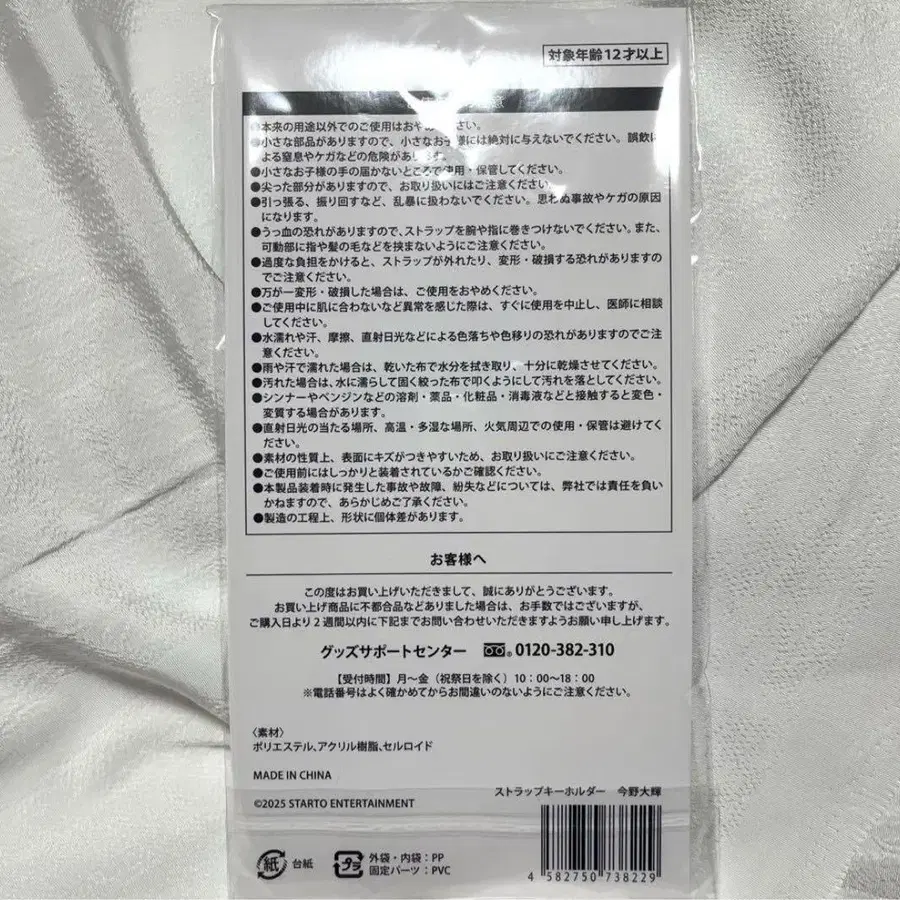 対象年齢12才以上
●本来の用途以外でのご使用はおやめ さい。
●小さな部品がありますので、小さなお子様には絶対に与えないでください。誤飲に
よる窒息やケガなどの危険があります。
●小さなお子様の手の届かないところで使用・保管してください。
●尖った部分がありますので、お取り扱いにはご注意ください。
●引っ張る、振り回すなど、乱暴に扱わないでください。思わぬ事故やケガの原因
になります。
●うっ血の恐れがありますので、ストラップを腕や指に巻きつけないでください。また、
可動部に指や髪の毛などを挟まないようにご注意ください。
●過度な負担をかけると、ストラップが外れたり、変形・破損する恐れがありますの
でご注意ください。
●万が一変形・破損した場合は、ご使用をおやめください。
●ご使用中に肌に合わないなど異常を感じた際は、すぐに使用を中止し、医師に相談
してください。
●水濡れや汗、摩擦、直射日光などによる色落ちや色移りの恐れがありますのでご注
意ください。
●雨や汗で濡れた場合は、乾いた布で水分を拭き取り、十分に乾燥させてください。
●汚れた場合は、水に濡らして固く絞った布で叩くようにして汚れを落としてください。
●シンナーやベンジンなどの溶剤・薬品・化粧品・消毒液などと接触すると変色・
変質する場合があります。
●直射日光の当たる場所、高温・多湿な場所、火気周辺での使用・保管は避けてく
ださい。
●素材の性質上、表面にキズがつきやすいため、お取り扱いにご注意ください。
●ご使用前にはしっかりと装着されているかご確認ください。
●本製品装着時に発生した事故や故障、紛失などについては、弊社では責任を負い
かねますので、あらかじめご了承ください。
●製造の工程上、形状に個体差があります。
お客様へ
この度はお買い上げいただきまして、誠にありがとうございます。
お買い上げ商品に不都合品などありました場合は、お手数ではございますが、
ご購入日より2週間以内に下記までお問い合わせいただきますようお願い申し上げます。
グッズサポートセンター 0120-382-310
【受付時間】月〜金(祝祭日を除く)10:00〜18:00
※電話番号はよく確かめてからお間違いのないようにご注意ください。
〈素材〉
ポリエステル、アクリル樹脂、セルロイド
MADE IN CHINA
©2025 STARTO ENTERTAINMENT
ストラップキーホルダー 今野大輝
紙 台紙
プラ 外袋・内袋:PP
固定パーツ:PVC
4 582750 738229